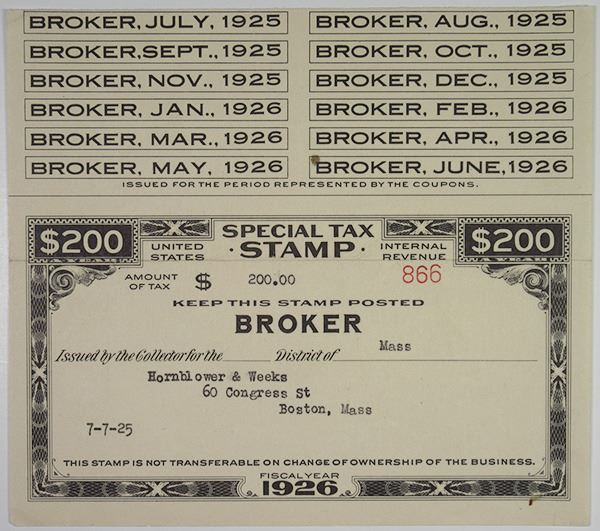 BROKER, JULY, 1925 BROKER, AUG., 1925
BROKER, SEPT., 1925 BROKER, OCT., 1925
BROKER, NOV., 1925 BROKER, DEC., 1925
BROKER, JAN., 1926 BROKER, FEB., 1926
BROKER, MAR., 1926 BROKER, APR., 1926
BROKER, MAY, 1926 BROKER, JUNE, 1926
ISSUED FOR THE PERIOD REPRESENTED BY THE COUPONS.
$200 SPECIAL TAX $200
UNITED STATES · STAMP · INTERNAL REVENUE
AMOUNT OF TAX $ 200.00 866
KEEP THIS STAMP POSTED
BROKER
Issued by the Collector for the District of Mass
Hornblower & Weeks
60 Congress St
Boston, Mass
7-7-25
THIS STAMP IS NOT TRANSFERABLE ON CHANGE OF OWNERSHIP OF THE BUSINESS.
FISCAL YEAR
1926